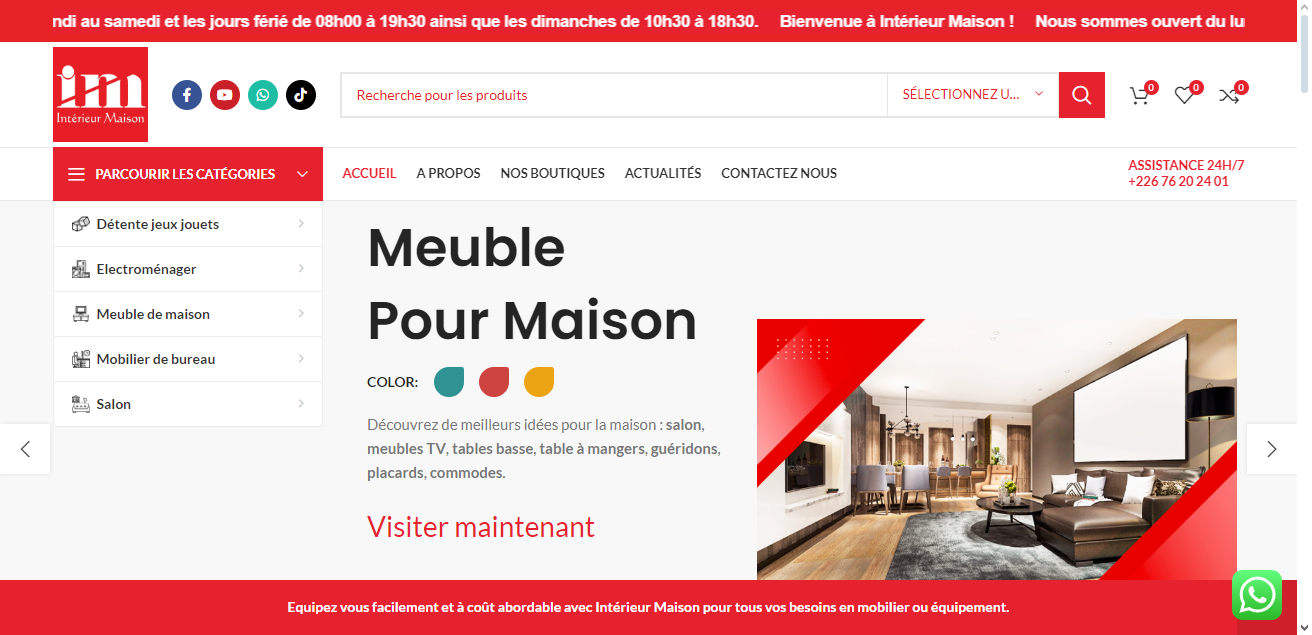 ndi au samedi et les jours férié de 08h00 à 19h30 ainsi que les dimanches de 10h30 à 18h30. Bienvenue à Intérieur Maison ! Nous sommes ouvert du lun
im
Intérieur Maison
Recherche pour les produits
SÉLECTIONNEZ U...
0
0
0
PARCOURIR LES CATÉGORIES
ACCUEIL
A PROPOS
NOS BOUTIQUES
ACTUALITÉS
CONTACTEZ NOUS
ASSISTANCE 24H/7
+226 76 20 24 01
Détente jeux jouets
Electroménager
Meuble de maison
Mobilier de bureau
Salon
Meuble
Pour Maison
COLOR:
Découvrez de meilleurs idées pour la maison : salon,
meubles TV, tables basse, table à mangers, guéridons,
placards, commodes.
Visiter maintenant
Equipez vous facilement et à coût abordable avec Intérieur Maison pour tous vos besoins en mobilier ou équipement.